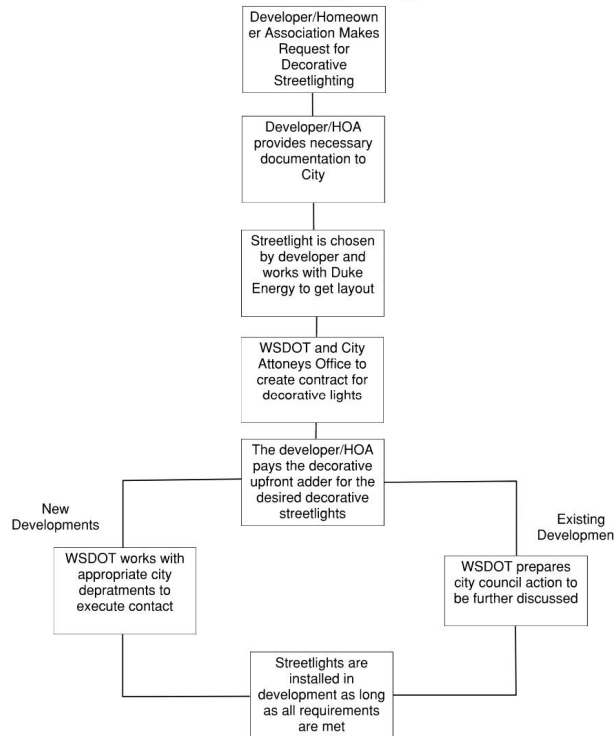 Developer/Homeown
er Association Makes
Request for
Decorative
Streetlighting
Developer/HOA
provides necessary
documentation to
City
Streetlight is chosen
by developer and
works with Duke
Energy to get layout
WSDOT and City
Attoneys Office to
create contract for
decorative lights
The developer/HOA
pays the decorative
upfront adder for the
desired decorative
streetlights
New
Developments
Existing
Developmen
WSDOT works with
appropriate city
depratments to
execute contact
WSDOT prepares
city council action to
be further discussed
Streetlights are
installed in
development as long
as all requirements
are met